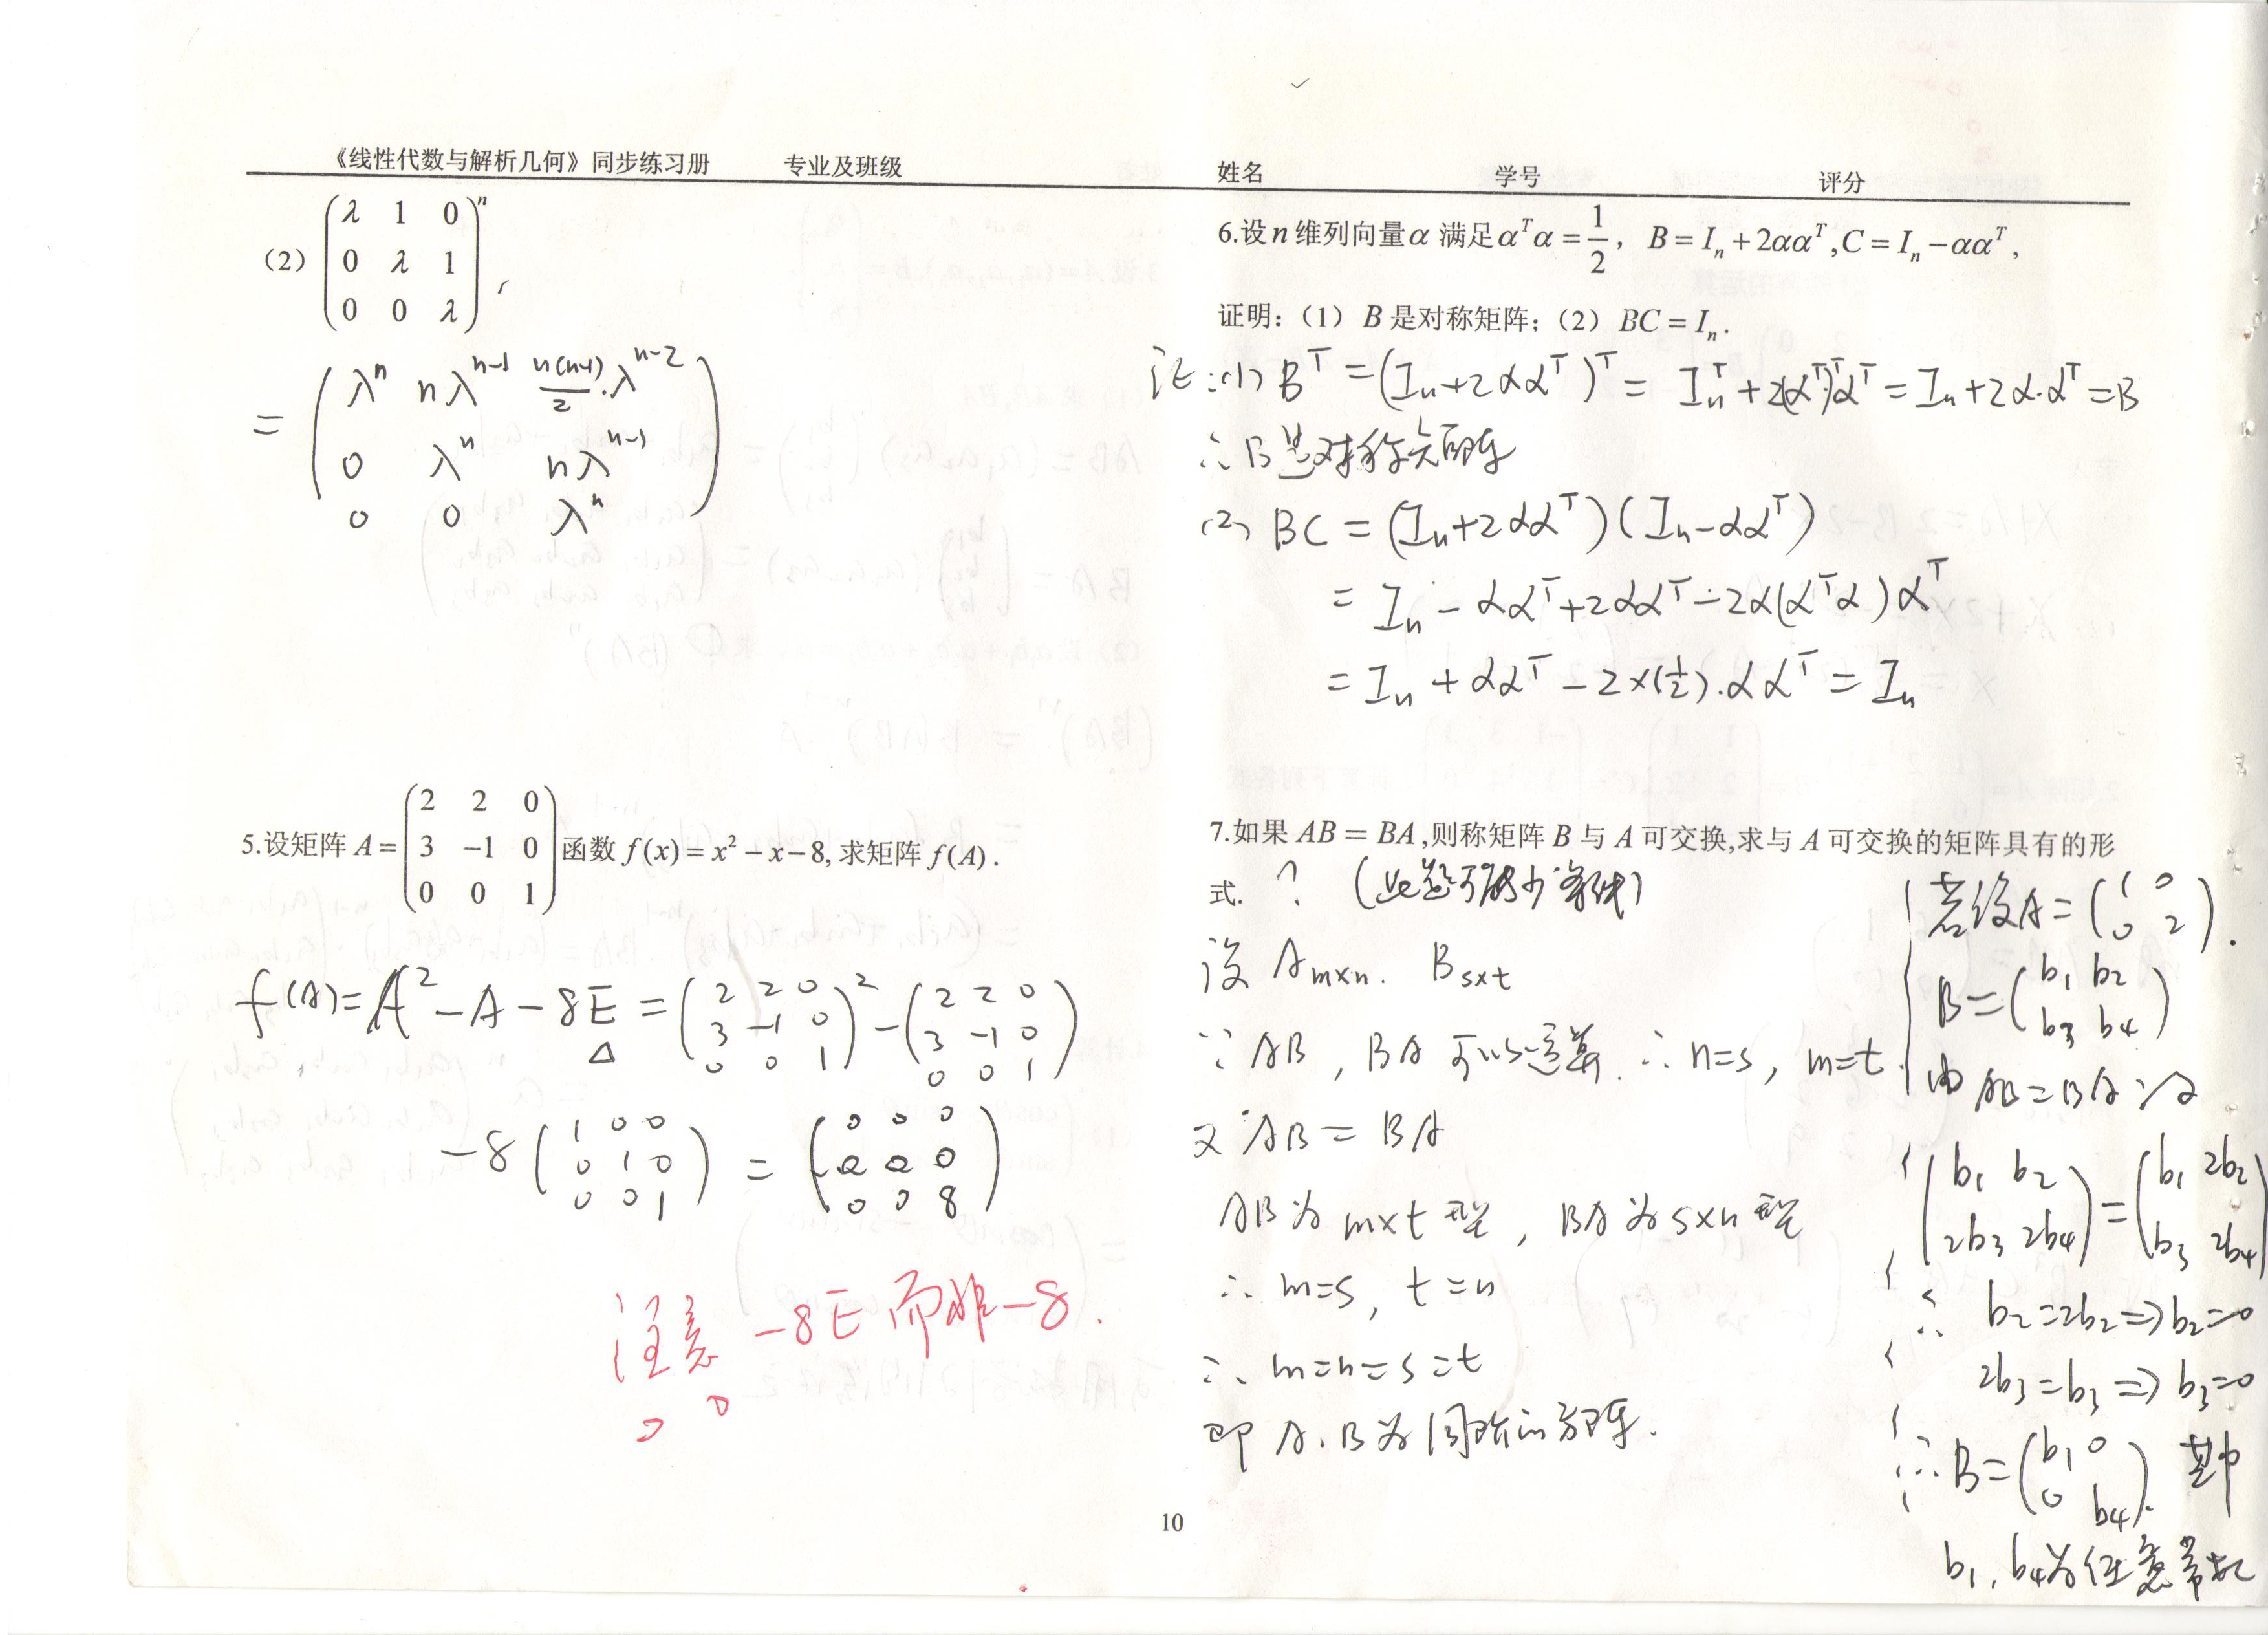 《线性代数与解析几何》同步练习册 专业及班级 姓名 学号 评分
(2) $\begin{pmatrix} \lambda & 1 & 0 \\ 0 & \lambda & 1 \\ 0 & 0 & \lambda \end{pmatrix}^n$,
$= \begin{pmatrix} \lambda^n & n\lambda^{n-1} & \frac{n(n-1)}{2}\cdot\lambda^{n-2} \\ 0 & \lambda^n & n\lambda^{n-1} \\ 0 & 0 & \lambda^n \end{pmatrix}$
5.设矩阵 $A=\begin{pmatrix} 2 & 2 & 0 \\ 3 & -1 & 0 \\ 0 & 0 & 1 \end{pmatrix}$ 函数 $f(x)=x^2-x-8$, 求矩阵 $f(A)$.
$f(A)=A^2-A-8E=\begin{pmatrix} 2 & 2 & 0 \\ 3 & -1 & 0 \\ 0 & 0 & 1 \end{pmatrix}^2-\begin{pmatrix} 2 & 2 & 0 \\ 3 & -1 & 0 \\ 0 & 0 & 1 \end{pmatrix}$
$-8\begin{pmatrix} 1 & 0 & 0 \\ 0 & 1 & 0 \\ 0 & 0 & 1 \end{pmatrix}=\begin{pmatrix} 0 & 0 & 0 \\ 0 & 0 & 0 \\ 0 & 0 & 8 \end{pmatrix}$
注意 -8E 而非 -8.
6.设 $n$ 维列向量 $\alpha$ 满足 $\alpha^T\alpha=\frac{1}{2}$, $B=I_n+2\alpha\alpha^T, C=I_n-\alpha\alpha^T$,
证明:(1) $B$ 是对称矩阵;(2) $BC=I_n$.
证:(1) $B^T=(I_n+2\alpha\alpha^T)^T=I_n^T+2(\alpha^T)^T\alpha^T=I_n+2\alpha\cdot\alpha^T=B$
∴ B是对称矩阵
(2) $BC=(I_n+2\alpha\alpha^T)(I_n-\alpha\alpha^T)$
$=I_n-\alpha\alpha^T+2\alpha\alpha^T-2\alpha(\alpha^T\alpha)\alpha^T$
$=I_n+\alpha\alpha^T-2\times(\frac{1}{2})\cdot\alpha\alpha^T=I_n$
7.如果 $AB=BA$,则称矩阵 $B$ 与 $A$ 可交换,求与 $A$ 可交换的矩阵具有的形
式. ? (此题可能少条件)
设 $A_{m\times n}$. $B_{s\times t}$
∵ AB, BA 可以运算. ∴ n=s, m=t.
又∵ AB=BA
AB为 m×t 型, BA为 s×n 型
∴ m=s, t=n
∴ m=n=s=t
即 A、B为同阶的方阵.
若设 $A=\begin{pmatrix} 1 & 0 \\ 0 & 2 \end{pmatrix}$.
$B=\begin{pmatrix} b_1 & b_2 \\ b_3 & b_4 \end{pmatrix}$
由 AB=BA
$\begin{pmatrix} b_1 & b_2 \\ 2b_3 & 2b_4 \end{pmatrix}=\begin{pmatrix} b_1 & 2b_2 \\ b_3 & 2b_4 \end{pmatrix}$
∴ $b_2=2b_2\Rightarrow b_2=0$
$2b_3=b_3\Rightarrow b_3=0$
∴ $B=\begin{pmatrix} b_1 & 0 \\ 0 & b_4 \end{pmatrix}$. 其中
$b_1, b_4$为任意常数
10